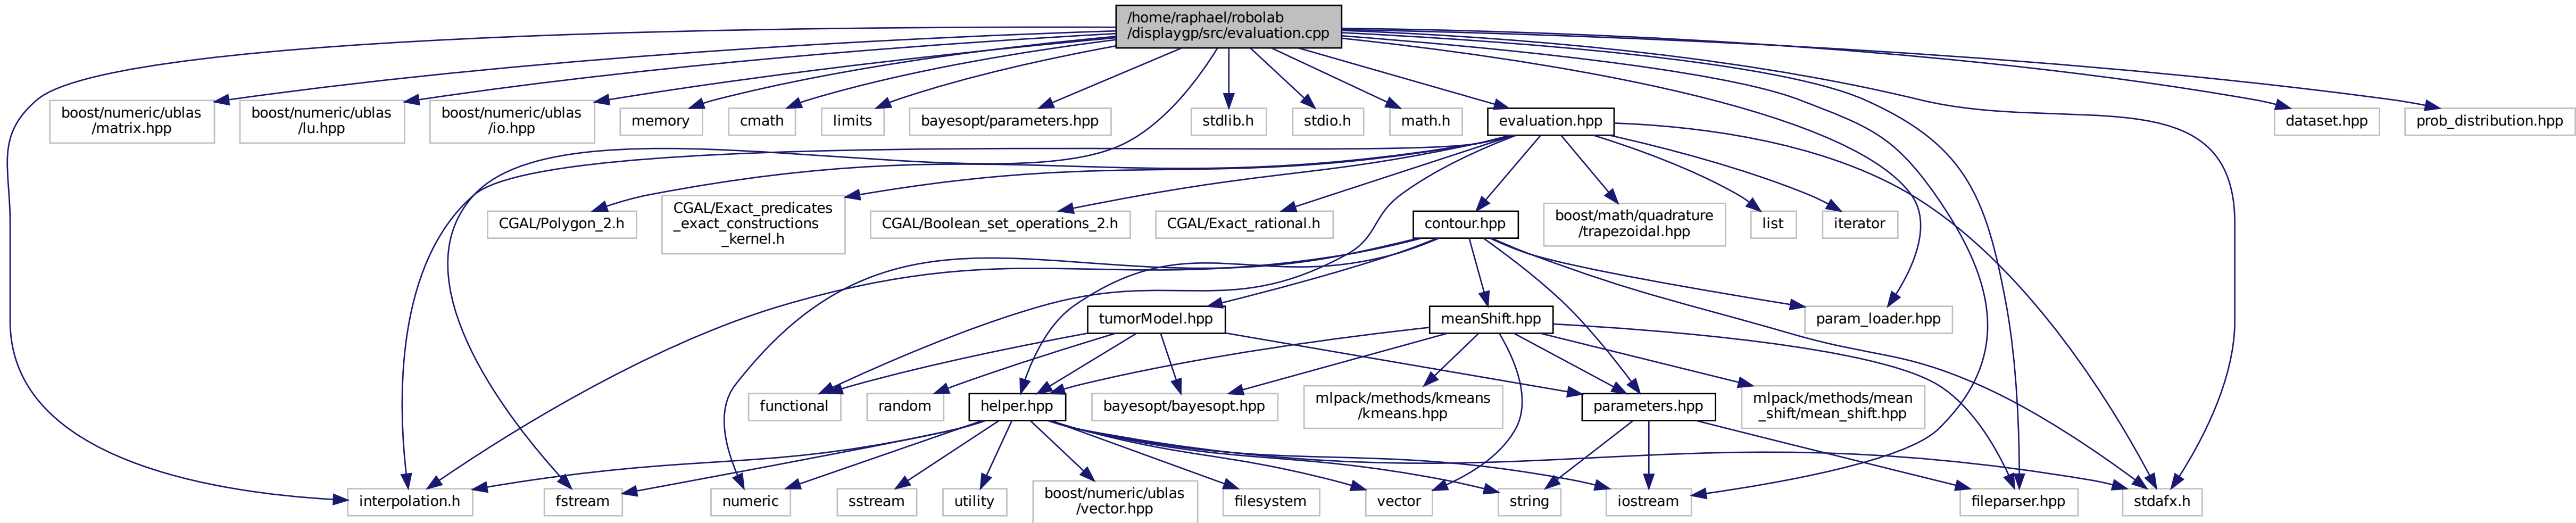 /home/raphael/robolab
/displaygp/src/evaluation.cpp
boost/numeric/ublas
/matrix.hpp
boost/numeric/ublas
/lu.hpp
boost/numeric/ublas
/io.hpp
memory
cmath
limits
bayesopt/parameters.hpp
stdlib.h
stdio.h
math.h
evaluation.hpp
dataset.hpp
prob_distribution.hpp
CGAL/Polygon_2.h
CGAL/Exact_predicates
_exact_constructions
_kernel.h
CGAL/Boolean_set_operations_2.h
CGAL/Exact_rational.h
contour.hpp
boost/math/quadrature
/trapezoidal.hpp
list
iterator
tumorModel.hpp
meanShift.hpp
param_loader.hpp
functional
random
helper.hpp
bayesopt/bayesopt.hpp
mlpack/methods/kmeans
/kmeans.hpp
parameters.hpp
mlpack/methods/mean
_shift/mean_shift.hpp
interpolation.h
fstream
numeric
sstream
utility
boost/numeric/ublas
/vector.hpp
filesystem
vector
string
iostream
fileparser.hpp
stdafx.h